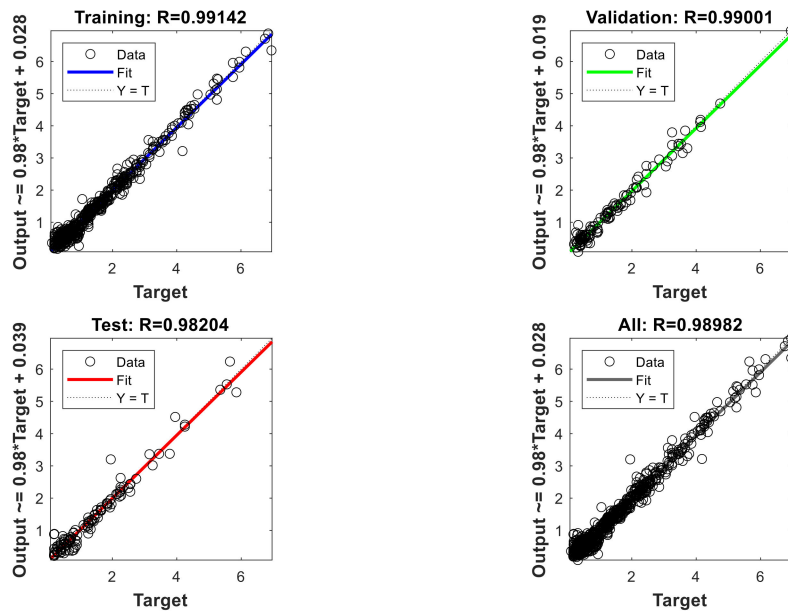 Training: R=0.99142
Output ~= 0.98*Target + 0.028
6
5
4
3
2
1
Data
Fit
Y = T
2
4
6
Target
Validation: R=0.99001
Output ~= 0.98*Target + 0.019
6
5
4
3
2
1
Data
Fit
Y = T
2
4
6
Target
Test: R=0.98204
Output ~= 0.98*Target + 0.039
6
5
4
3
2
1
Data
Fit
Y = T
2
4
6
Target
All: R=0.98982
Output ~= 0.98*Target + 0.028
6
5
4
3
2
1
Data
Fit
Y = T
2
4
6
Target